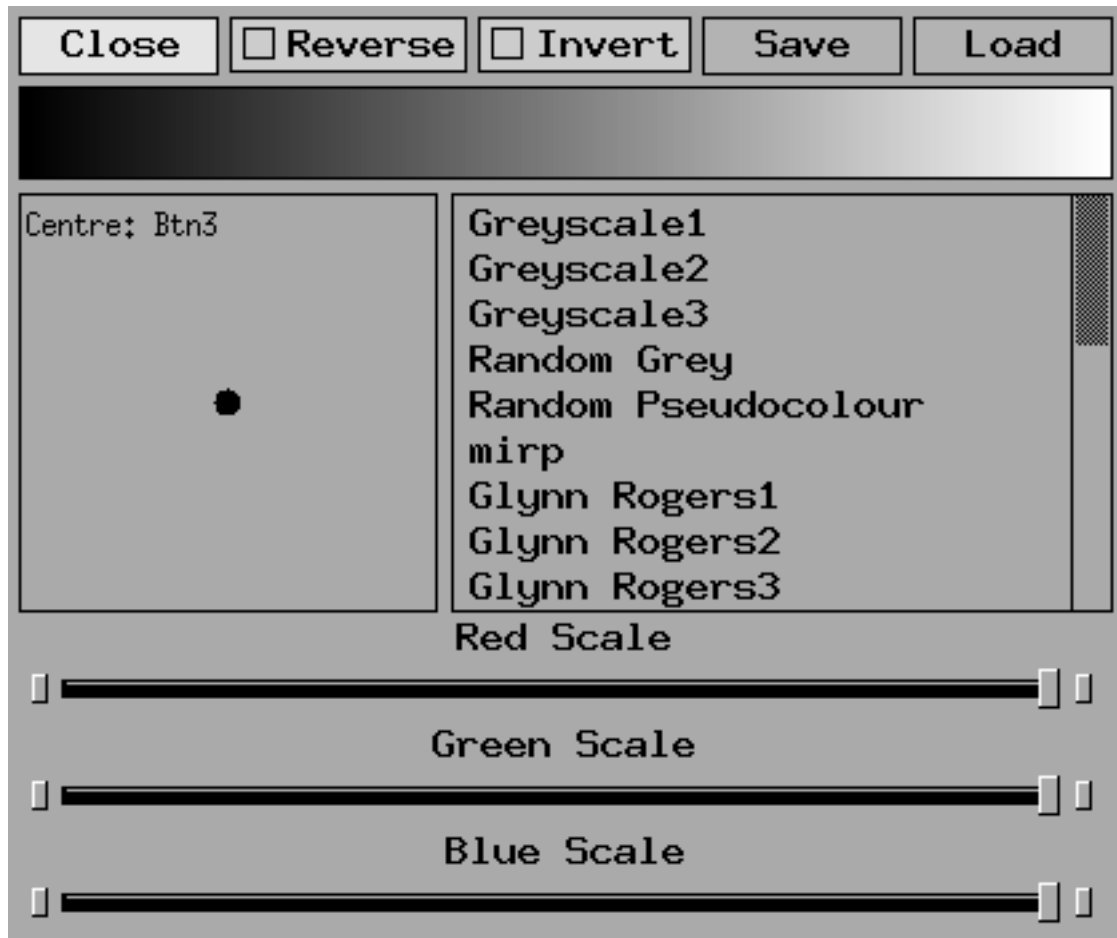 Close Reverse Invert Save Load
Centre: Btn3
Greyscale1
Greyscale2
Greyscale3
Random Grey
Random Pseudocolour
mirp
Glynn Rogers1
Glynn Rogers2
Glynn Rogers3
Red Scale
Green Scale
Blue Scale